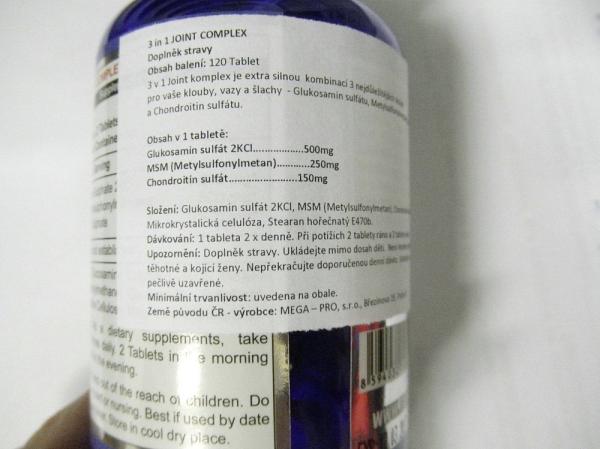 3 in 1 JOINT COMPLEX
Doplněk stravy
Obsah balení: 120 Tablet
3 v 1 Joint komplex je extra silnou kombinací 3
pro vaše klouby, vazy a šlachy - Glukosamin sulfátu,
a Chondroitin sulfátu.
Obsah v 1 tabletě:
Glukosamin sulfát 2KCl..................500mg
MSM (Metylsulfonylmetan)............250mg
Chondroitin sulfát........................150mg
Složení: Glukosamin sulfát 2KCl, MSM (Metylsulfonylmetan),
Mikrokrystalická celulóza, Stearan hořečnatý E470b.
Dávkování: 1 tableta 2 x denně. Při potížích 2 tablety ráno a 2
Upozornění: Doplněk stravy. Ukládejte mimo dosah dětí.
těhotné a kojící ženy. Nepřekračujte doporučenou denní dávku.
pečlivě uzavřené.
Minimální trvanlivost: uvedena na obale.
Země původu ČR - výrobce: MEGA – PRO, s.r.o.,
a dietary supplements, take
daily. 2 Tablets in the morning
the evening.
out of the reach of children. Do
or nursing. Best if used by date
Store in cool dry place.